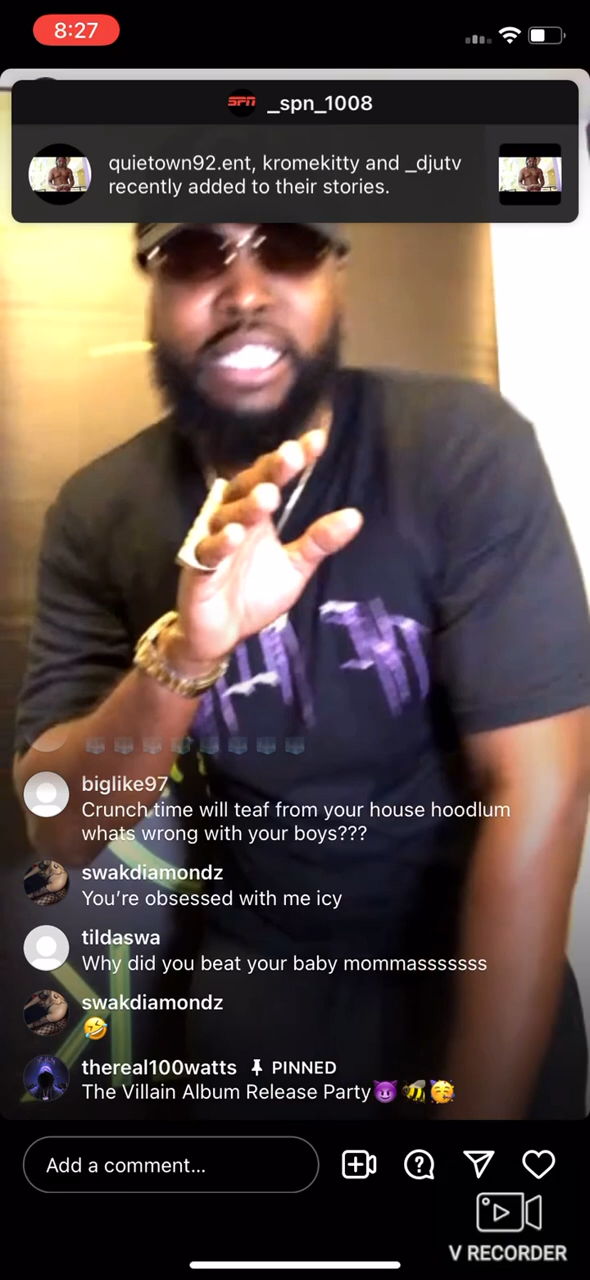 8:27
SPN _spn_1008
quietown92.ent, kromekitty and _djutv
recently added to their stories.
biglike97
Crunch time will teaf from your house hoodlum
whats wrong with your boys???
swakdiamondz
You're obsessed with me icy
tildaswa
Why did you beat your baby mommasssssss
swakdiamondz
🤣
thereal100watts 📌 PINNED
The Villain Album Release Party😈🐝🥳
Add a comment...
V RECORDER